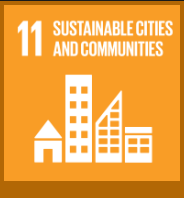 11 SUSTAINABLE CITIES
AND COMMUNITIES